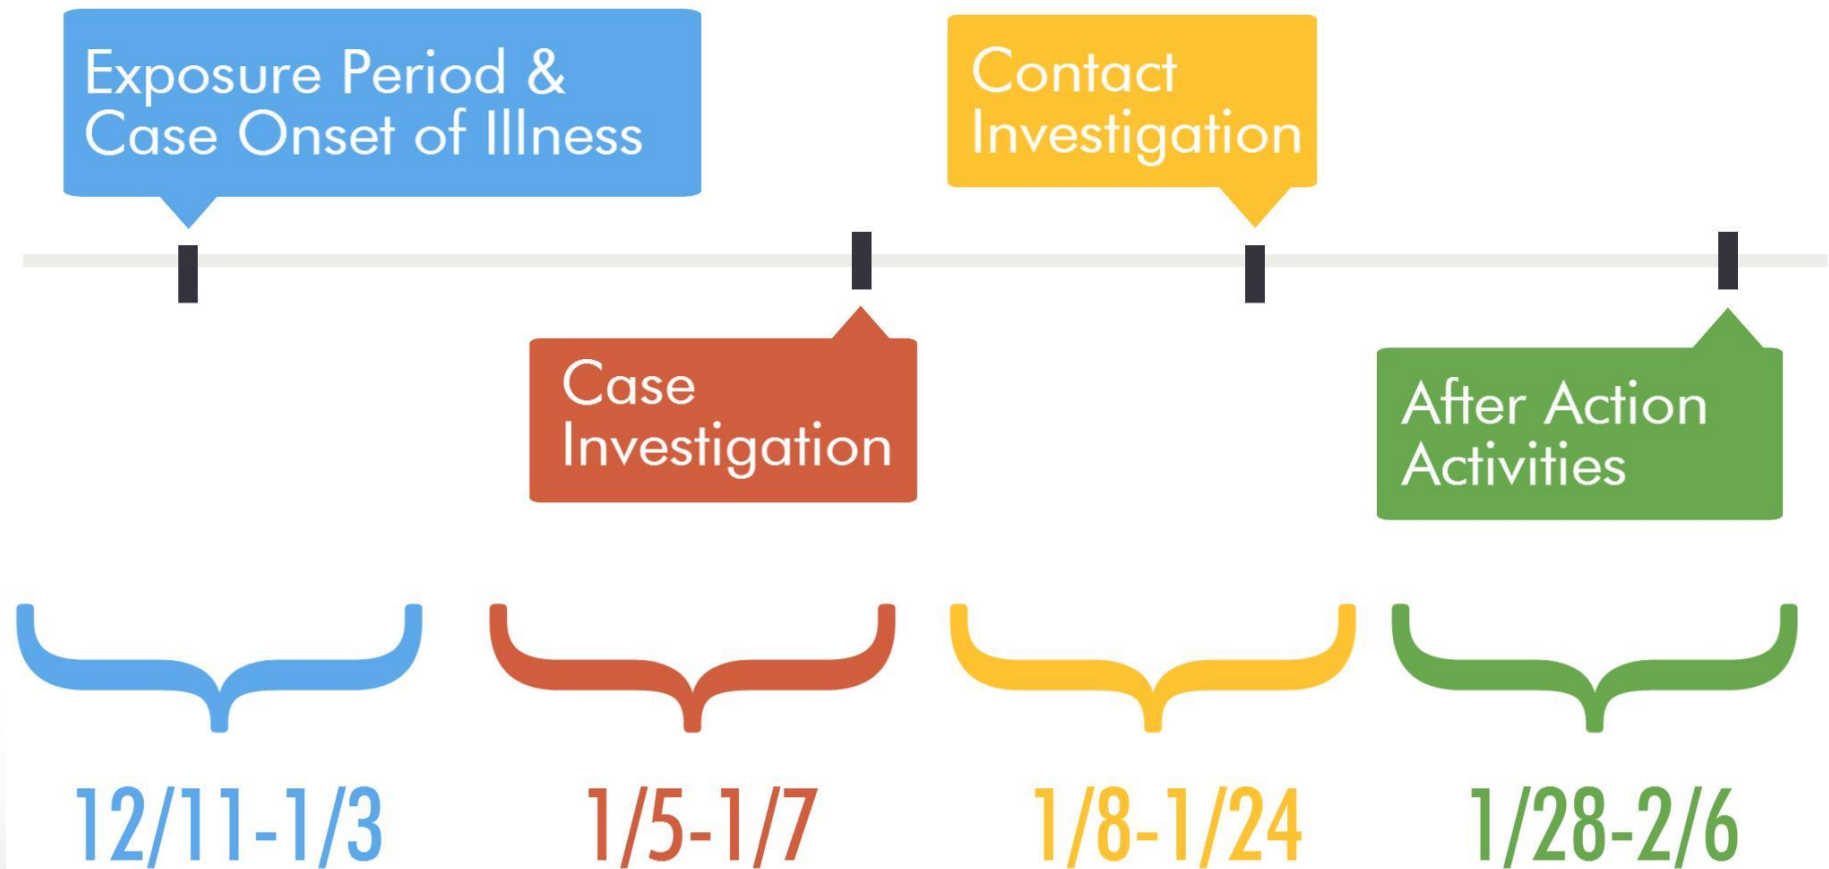 Exposure Period &
Case Onset of Illness
Contact
Investigation
Case
Investigation
After Action
Activities
12/11-1/3
1/5-1/7
1/8-1/24
1/28-2/6